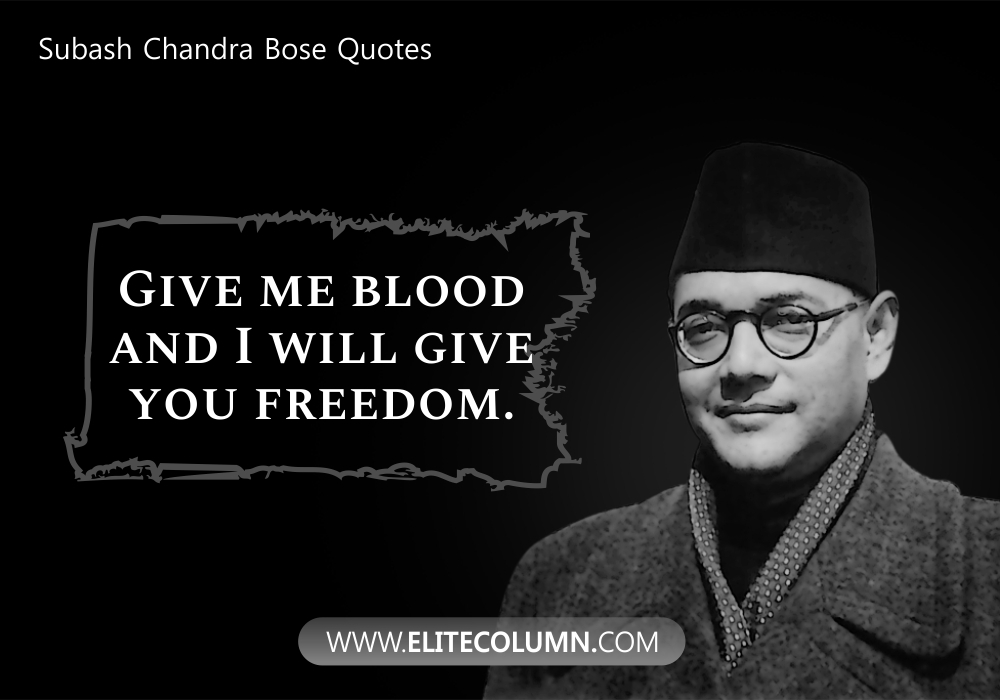 Subash Chandra Bose Quotes
Give me blood
and I will give
you freedom.
WWW.ELITECOLUMN.COM